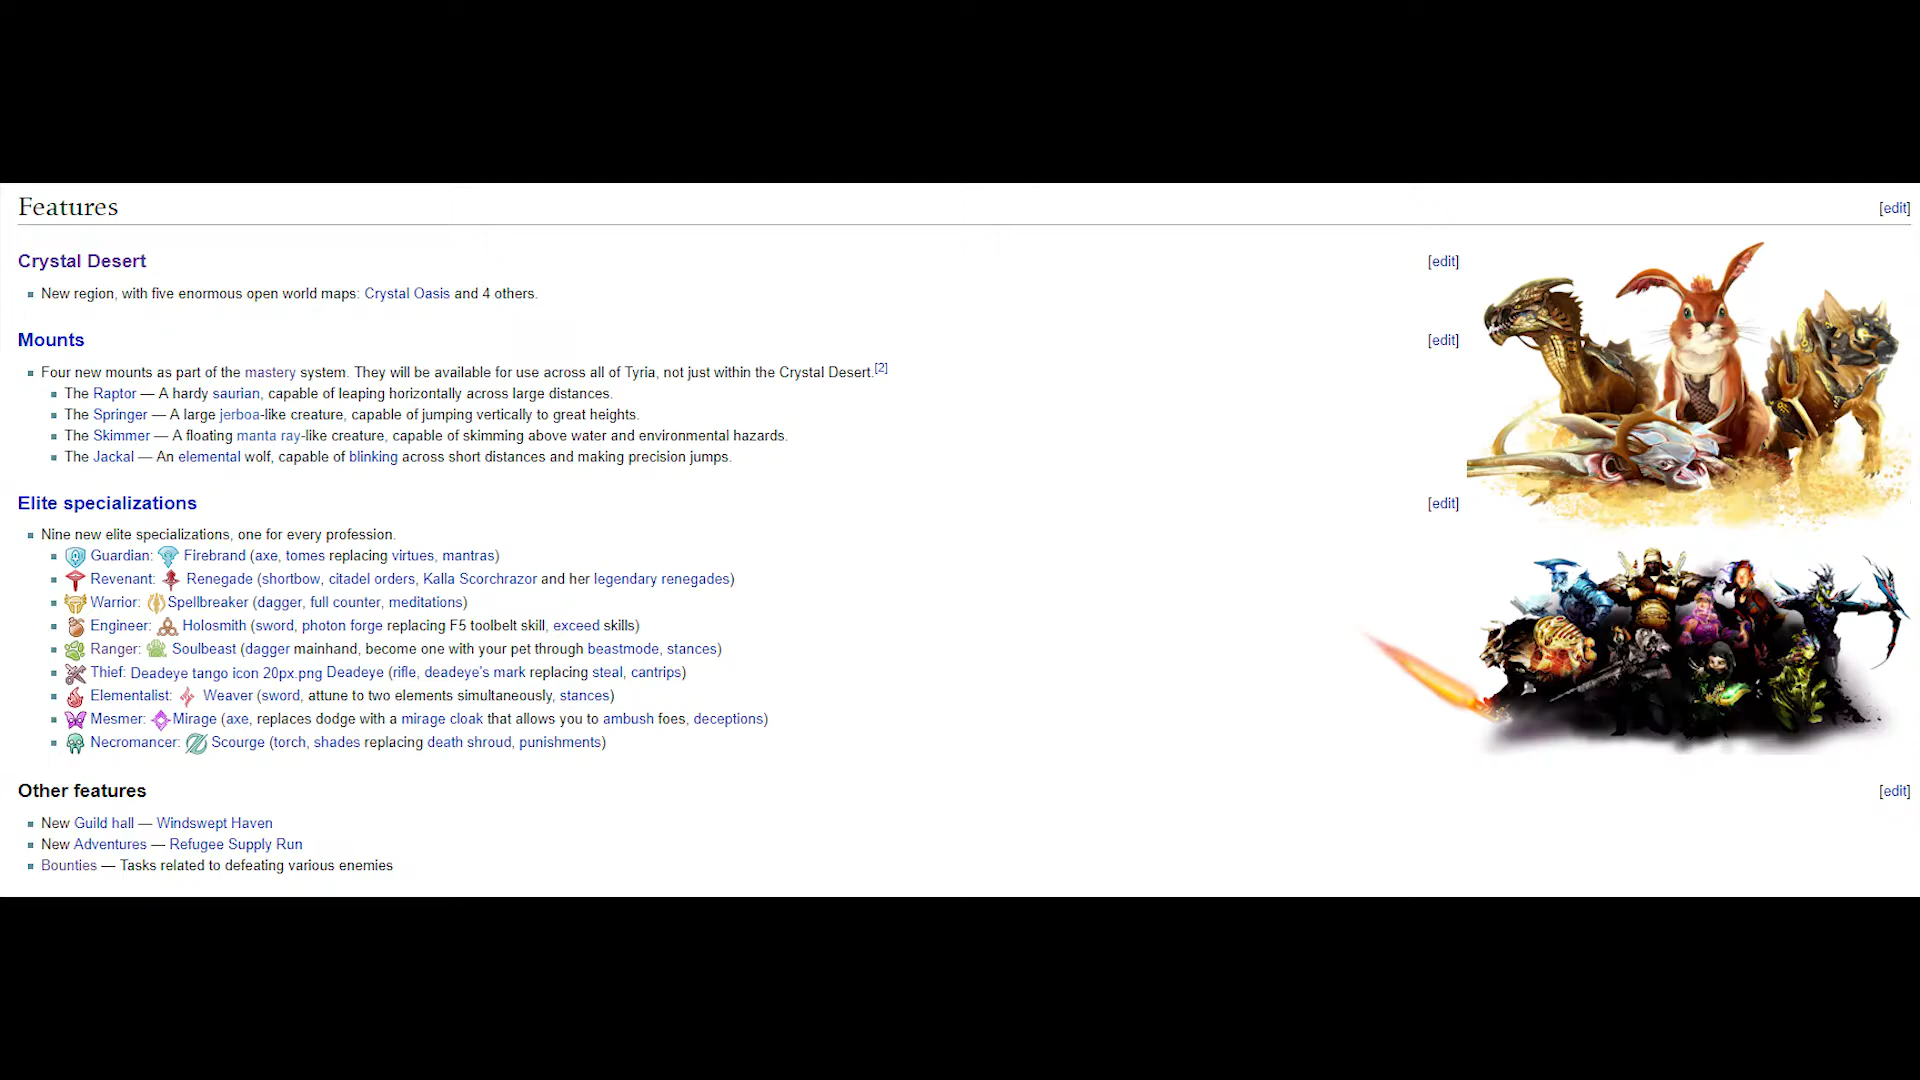 Features [edit]
Crystal Desert [edit]
New region, with five enormous open world maps: Crystal Oasis and 4 others.
Mounts [edit]
Four new mounts as part of the mastery system. They will be available for use across all of Tyria, not just within the Crystal Desert.[2]
The Raptor — A hardy saurian, capable of leaping horizontally across large distances.
The Springer — A large jerboa-like creature, capable of jumping vertically to great heights.
The Skimmer — A floating manta ray-like creature, capable of skimming above water and environmental hazards.
The Jackal — An elemental wolf, capable of blinking across short distances and making precision jumps.
Elite specializations [edit]
Nine new elite specializations, one for every profession.
Guardian: Firebrand (axe, tomes replacing virtues, mantras)
Revenant: Renegade (shortbow, citadel orders, Kalla Scorchrazor and her legendary renegades)
Warrior: Spellbreaker (dagger, full counter, meditations)
Engineer: Holosmith (sword, photon forge replacing F5 toolbelt skill, exceed skills)
Ranger: Soulbeast (dagger mainhand, become one with your pet through beastmode, stances)
Thief: Deadeye tango icon 20px.png Deadeye (rifle, deadeye's mark replacing steal, cantrips)
Elementalist: Weaver (sword, attune to two elements simultaneously, stances)
Mesmer: Mirage (axe, replaces dodge with a mirage cloak that allows you to ambush foes, deceptions)
Necromancer: Scourge (torch, shades replacing death shroud, punishments)
Other features [edit]
New Guild hall — Windswept Haven
New Adventures — Refugee Supply Run
Bounties — Tasks related to defeating various enemies